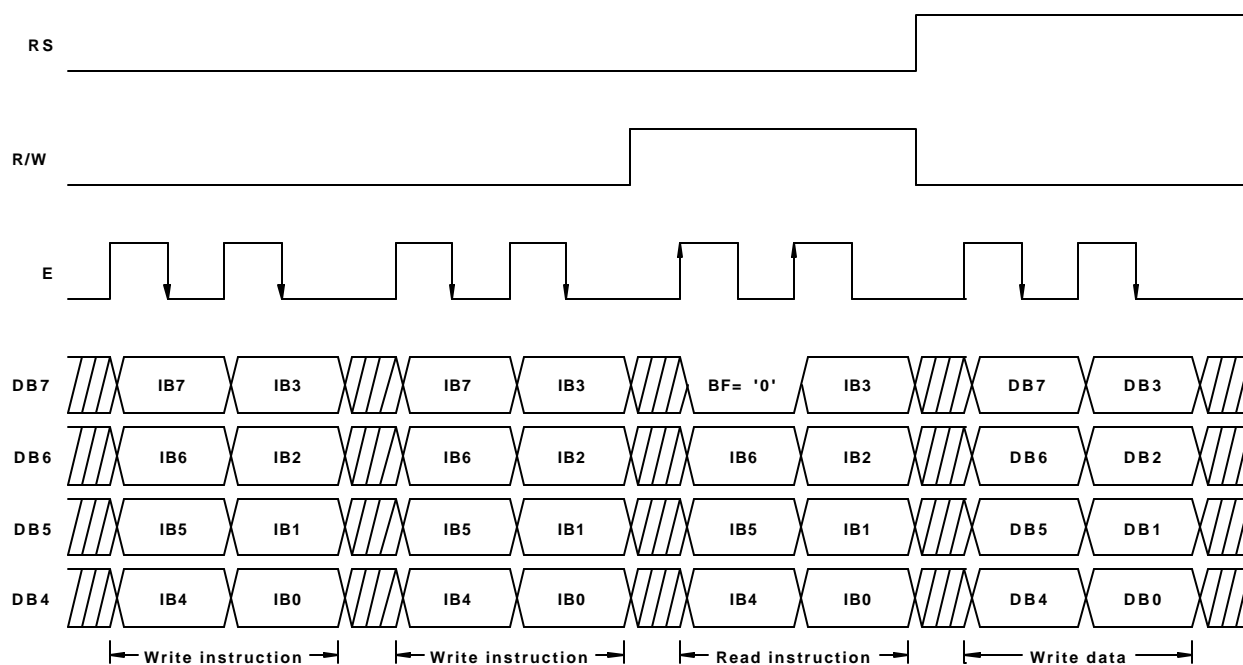 RS
R/W
E
DB7 IB7 IB3 IB7 IB3 BF= '0' IB3 DB7 DB3
DB6 IB6 IB2 IB6 IB2 IB6 IB2 DB6 DB2
DB5 IB5 IB1 IB5 IB1 IB5 IB1 DB5 DB1
DB4 IB4 IB0 IB4 IB0 IB4 IB0 DB4 DB0
Write instruction Write instruction Read instruction Write data